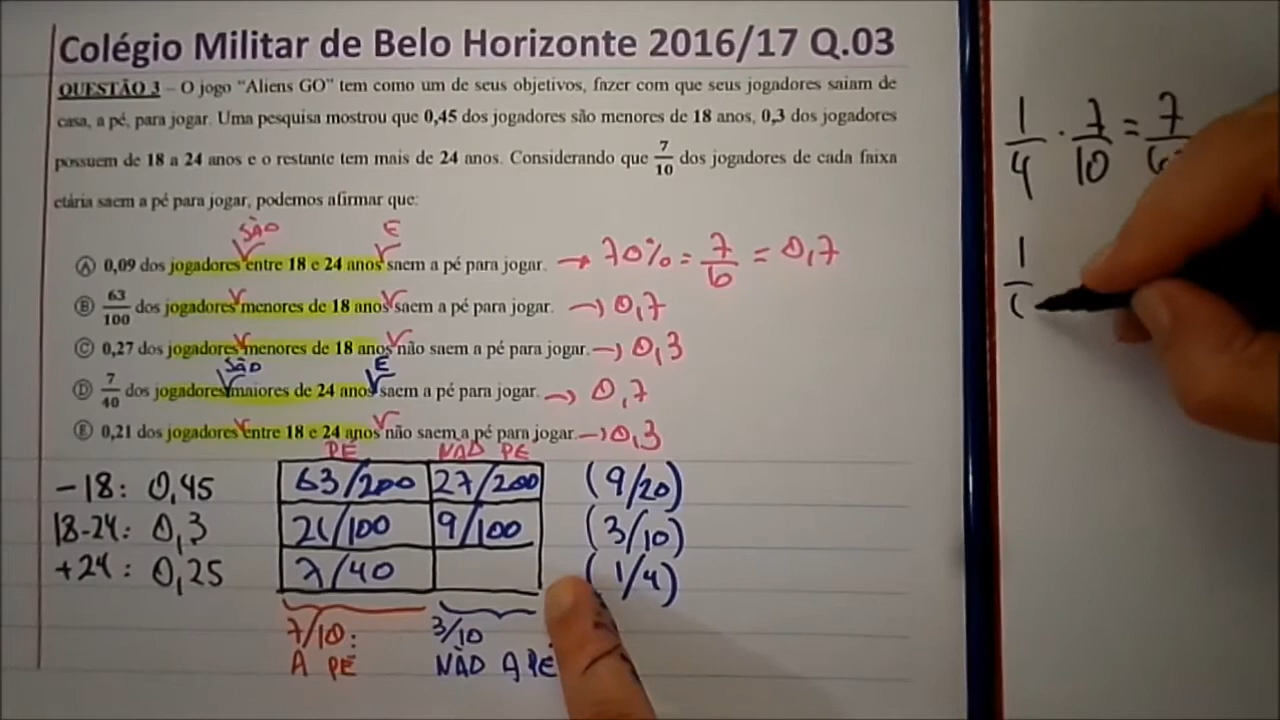 Colégio Militar de Belo Horizonte 2016/17 Q.03
QUESTÃO 3 – O jogo “Aliens GO” tem como um de seus objetivos, fazer com que seus jogadores saiam de
casa, a pé, para jogar. Uma pesquisa mostrou que 0,45 dos jogadores são menores de 18 anos, 0,3 dos jogadores
possuem de 18 a 24 anos e o restante tem mais de 24 anos. Considerando que 7/10 dos jogadores de cada faixa
etária saem a pé para jogar, podemos afirmar que:
SÃO E
A 0,09 dos jogadores entre 18 e 24 anos saem a pé para jogar. → 70% = 7/6 = 0,7
B 63/100 dos jogadores menores de 18 anos saem a pé para jogar. → 0,7
C 0,27 dos jogadores menores de 18 anos não saem a pé para jogar. → 0,3
SÃO E
D 7/40 dos jogadores maiores de 24 anos saem a pé para jogar. → 0,7
E 0,21 dos jogadores entre 18 e 24 anos não saem a pé para jogar. → 0,3
PÉ NÃO PÉ
-18: 0,45 63/200 27/200 (9/20)
18-24: 0,3 21/100 9/100 (3/10)
+24: 0,25 7/40 (1/4)
7/10: 3/10
A PÉ NÃO A PÉ
1/4 · 7/10 = 7
1